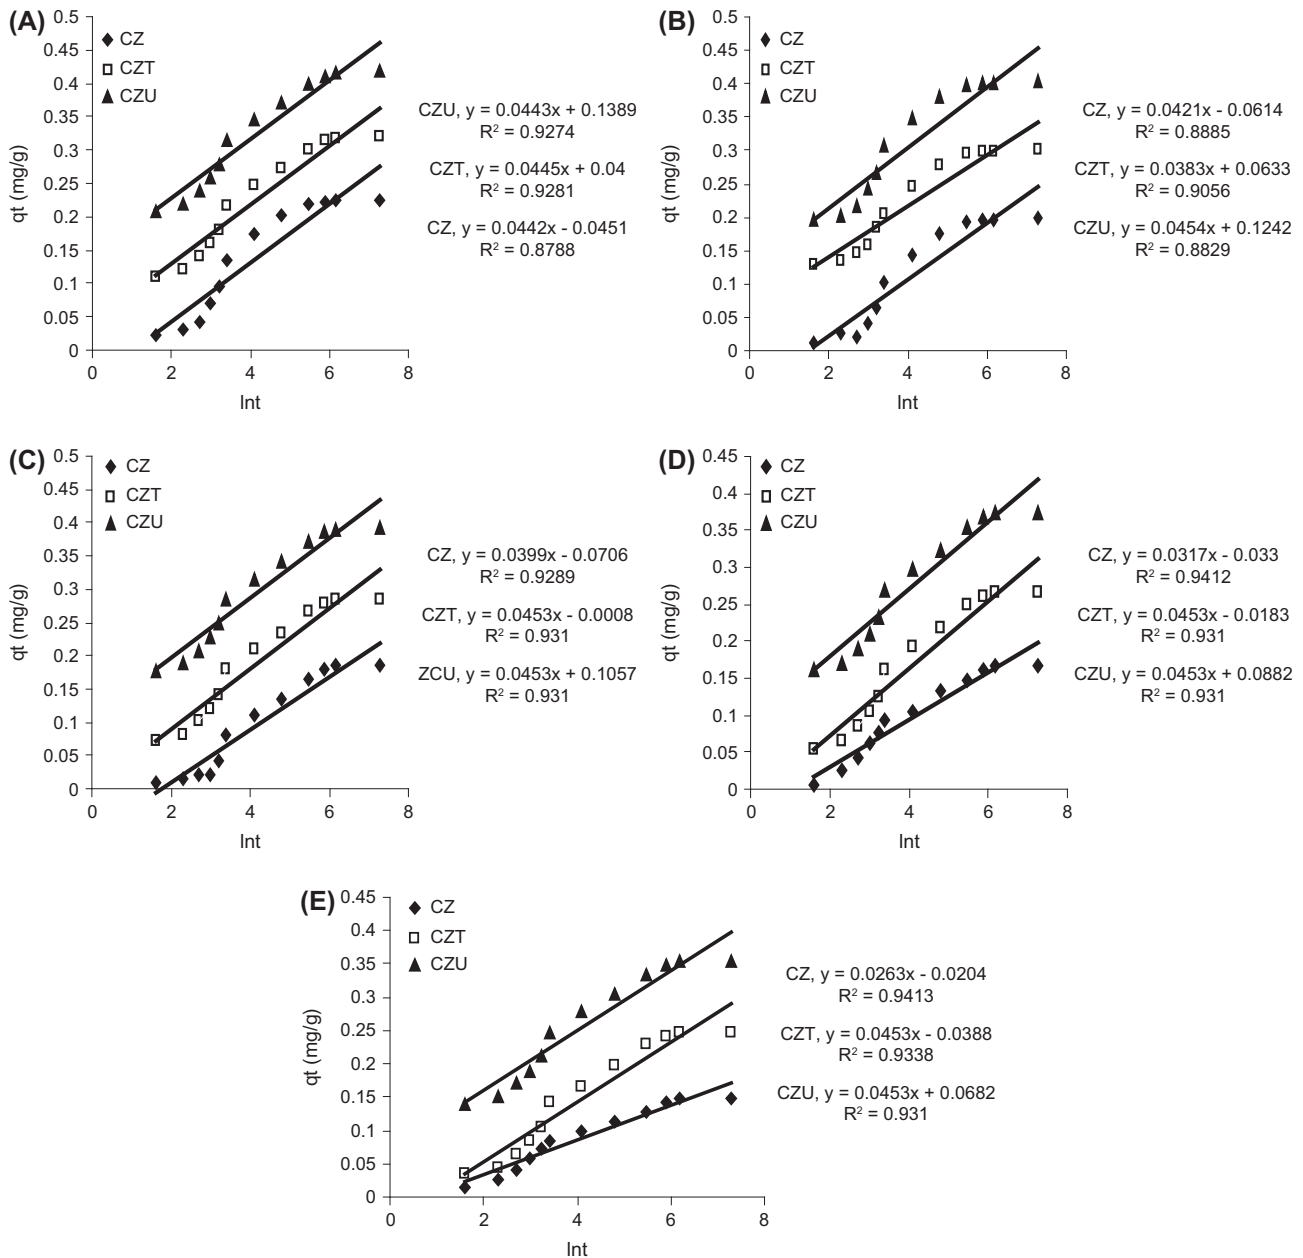 (A)
0.5
0.45
0.4
0.35
0.3
0.25
0.2
0.15
0.1
0.05
0
qt (mg/g)
CZ
CZT
CZU
0 2 4 6 8
lnt
CZU, y = 0.0443x + 0.1389
R² = 0.9274
CZT, y = 0.0445x + 0.04
R² = 0.9281
CZ, y = 0.0442x - 0.0451
R² = 0.8788
(B)
0.5
0.45
0.4
0.35
0.3
0.25
0.2
0.15
0.1
0.05
0
qt (mg/g)
CZ
CZT
CZU
0 2 4 6 8
lnt
CZ, y = 0.0421x - 0.0614
R² = 0.8885
CZT, y = 0.0383x + 0.0633
R² = 0.9056
CZU, y = 0.0454x + 0.1242
R² = 0.8829
(C)
0.5
0.45
0.4
0.35
0.3
0.25
0.2
0.15
0.1
0.05
0
qt (mg/g)
CZ
CZT
CZU
0 2 4 6 8
lnt
CZ, y = 0.0399x - 0.0706
R² = 0.9289
CZT, y = 0.0453x - 0.0008
R² = 0.931
ZCU, y = 0.0453x + 0.1057
R² = 0.931
(D)
0.45
0.4
0.35
0.3
0.25
0.2
0.15
0.1
0.05
0
qt (mg/g)
CZ
CZT
CZU
0 2 4 6 8
lnt
CZ, y = 0.0317x - 0.033
R² = 0.9412
CZT, y = 0.0453x - 0.0183
R² = 0.931
CZU, y = 0.0453x + 0.0882
R² = 0.931
(E)
0.45
0.4
0.35
0.3
0.25
0.2
0.15
0.1
0.05
0
qt (mg/g)
CZ
CZT
CZU
0 2 4 6 8
lnt
CZ, y = 0.0263x - 0.0204
R² = 0.9413
CZT, y = 0.0453x - 0.0388
R² = 0.9338
CZU, y = 0.0453x + 0.0682
R² = 0.931